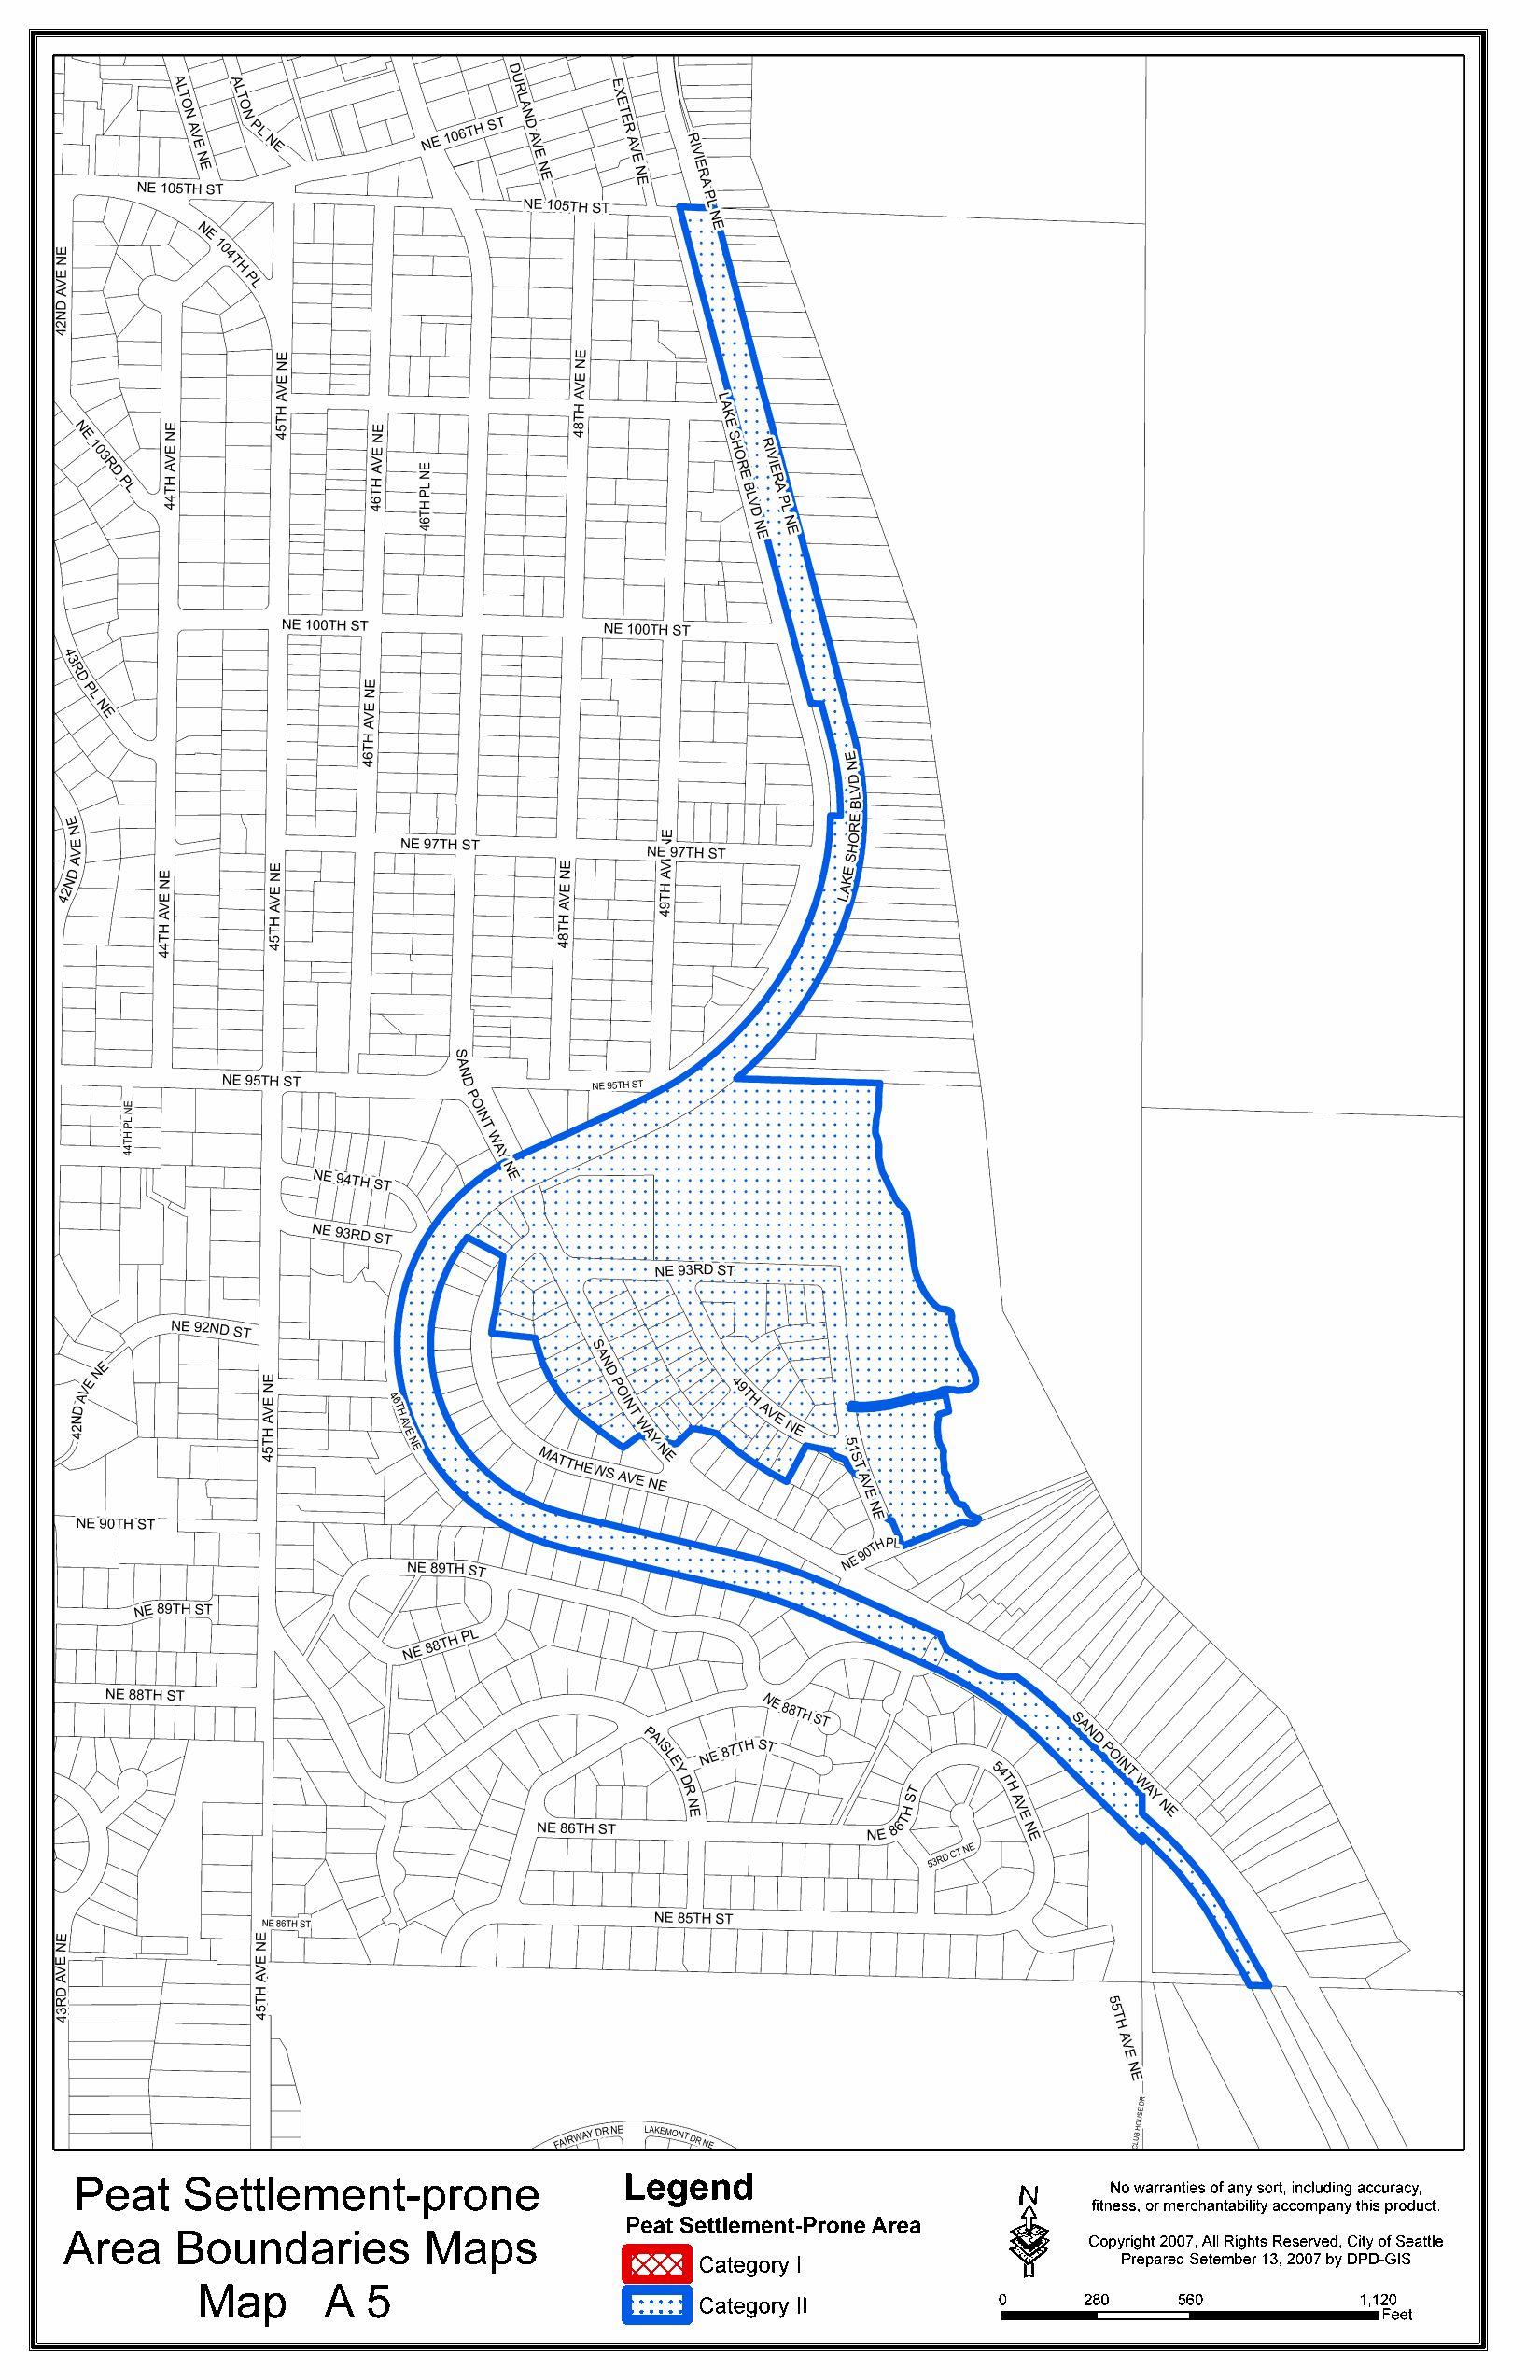 ALTON AVE NE
ALTON PL NE
DURLAND AVE NE
EXETER AVE NE
NE 106TH ST
RIVIERA PL NE
NE 105TH ST
NE 105TH ST
NE 104TH PL
42ND AVE NE
45TH AVE NE
48TH AVE NE
LAKE SHORE BLVD NE
RIVIERA PL NE
NE 103RD PL
44TH AVE NE
46TH AVE NE
46TH PL NE
NE 100TH ST
NE 100TH ST
43RD PL NE
46TH AVE NE
LAKE SHORE BLVD NE
42ND AVE NE
NE 97TH ST
NE 97TH ST
44TH AVE NE
45TH AVE NE
48TH AVE NE
49TH AVE NE
NE 95TH ST
SAND POINT WAY NE
NE 95TH ST
44TH PL NE
NE 94TH ST
NE 93RD ST
NE 93RD ST
NE 92ND ST
SAND POINT WAY NE
42ND AVE NE
45TH AVE NE
46TH AVE NE
49TH AVE NE
MATTHEWS AVE NE
51ST AVE NE
NE 90TH ST
NE 90TH PL
NE 89TH ST
NE 89TH ST
NE 88TH PL
NE 88TH ST
NE 88TH ST
PAISLEY DR NE
NE 87TH ST
SAND POINT WAY NE
54TH AVE NE
NE 86TH ST
NE 86TH ST
53RD CT NE
NE 85TH ST
NE 86TH ST
43RD AVE NE
45TH AVE NE
55TH AVE NE
CLUB HOUSE DR
FAIRWAY DR NE
LAKEMONT DR NE
Peat Settlement-prone
Area Boundaries Maps
Map A 5
Legend
Peat Settlement-Prone Area
Category I
Category II
N
No warranties of any sort, including accuracy,
fitness, or merchantability accompany this product.
Copyright 2007, All Rights Reserved, City of Seattle
Prepared Setember 13, 2007 by DPD-GIS
0 280 560 1,120
Feet